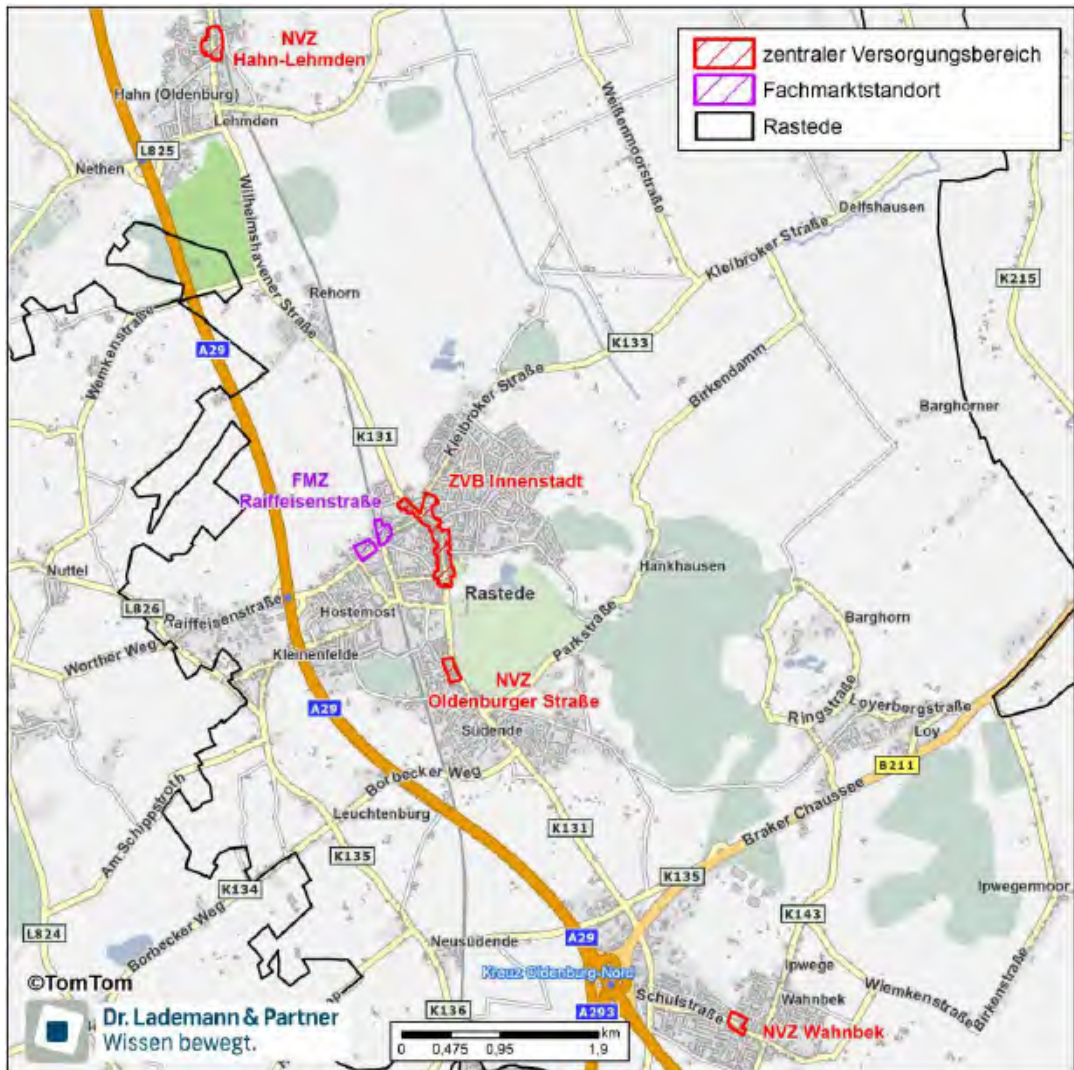 NVZ
Hahn-Lehmden
zentraler Versorgungsbereich
Fachmarktstandort
Rastede
Hahn (Oldenburg)
Lehmden
L825
Nethen
Weißenmoorstraße
Delfshausen
Kleibroker Straße
K215
Wilhelmshavener Straße
Rehorn
Wemkenstraße
A29
K133
Birkendamm
Barghorner
K131
Kleibroker Straße
FMZ
Raiffeisenstraße
ZVB Innenstadt
Nuttel
L826
Raiffeisenstraße
Hostemost
Rastede
Hankhausen
Parkstraße
Barghorn
Worther Weg
Kleinenfelde
NVZ
Oldenburger Straße
Ringstraße
Loyerbergstraße
Loy
A29
Südende
B211
Borbecker Weg
Am Schippstroth
Leuchtenburg
K131
Braker Chaussee
K135
K135
K134
Ipwegermoor
K143
L824
Borbecker Weg
Neusüdende
A29
Kreuz Oldenburg-Nord
Ipwege
©TomTom
Schulstraße
Wahnbek
Wiemkenstraße
Birkenstraße
Dr. Lademann & Partner
Wissen bewegt.
K136
A293
NVZ Wahnbek
km
0 0,475 0,95 1,9